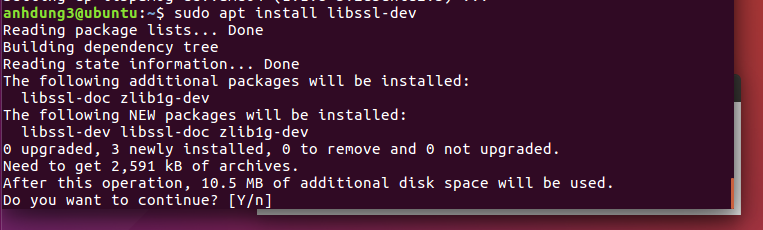 anhdung3@ubuntu:~$ sudo apt install libssl-dev
Reading package lists... Done
Building dependency tree
Reading state information... Done
The following additional packages will be installed:
  libssl-doc zlib1g-dev
The following NEW packages will be installed:
  libssl-dev libssl-doc zlib1g-dev
0 upgraded, 3 newly installed, 0 to remove and 0 not upgraded.
Need to get 2,591 kB of archives.
After this operation, 10.5 MB of additional disk space will be used.
Do you want to continue? [Y/n]